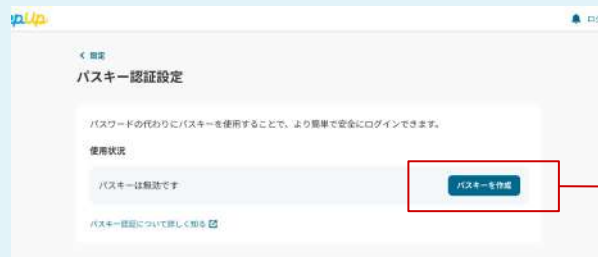 pUp
ロ
< 設定
パスキー認証設定
パスワードの代わりにパスキーを使用することで、より簡単で安全にログインできます。
使用状況
パスキーは無効です
パスキーを作成
パスキー認証について詳しく知る